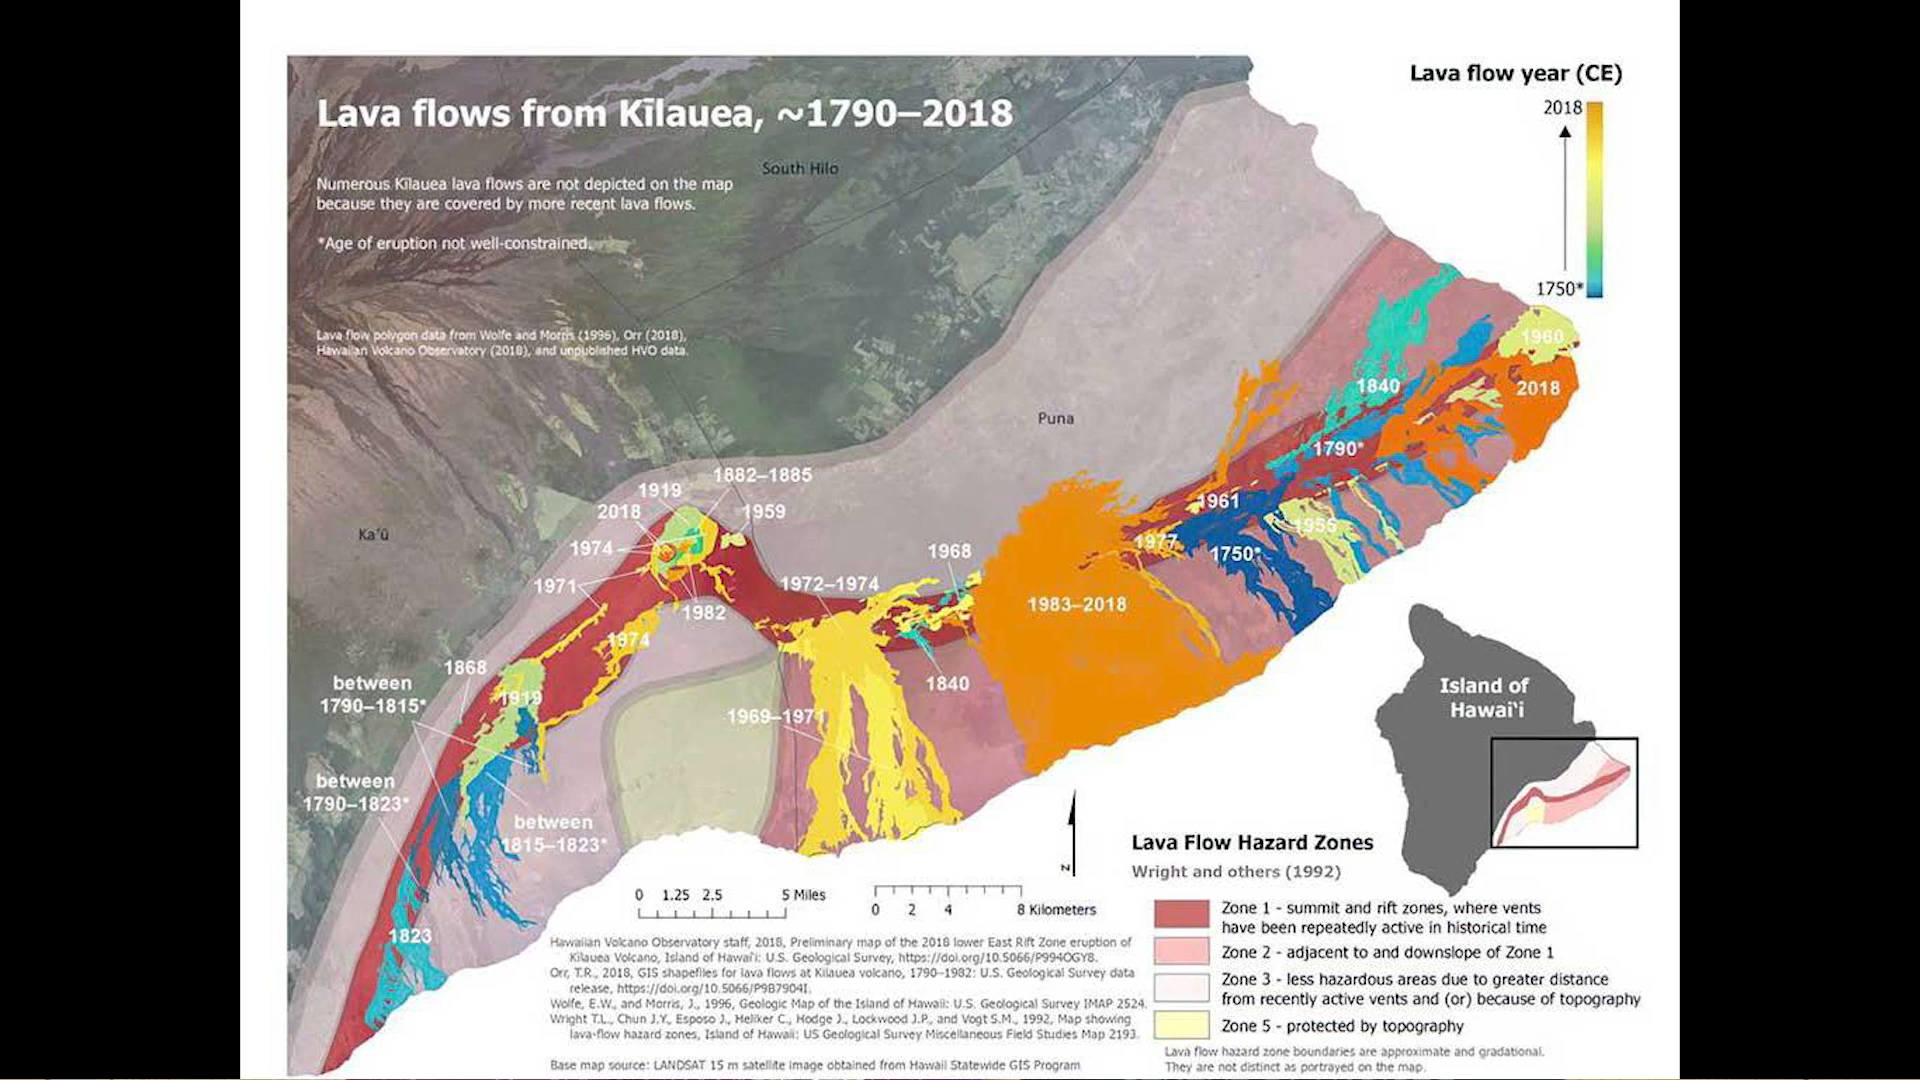 Lava flows from Kīlauea, ~1790–2018
Numerous Kīlauea lava flows are not depicted on the map
because they are covered by more recent lava flows.
*Age of eruption not well-constrained.
Lava flow polygon data from Wolfe and Morris (1996), Orr (2018),
Hawaiian Volcano Observatory (2018), and unpublished HVO data.
South Hilo
Puna
Kaʻū
Lava flow year (CE)
2018
1750*
1960
2018
1840
1790*
1961
1955
1977
1750*
1983–2018
1882–1885
1919
2018
1959
1974
1971
1982
1968
1972–1974
1974
1868
1919
1840
between
1790–1815*
1969–1971
between
1790–1823*
between
1815–1823*
1823
Island of
Hawaiʻi
N
0 1.25 2.5 5 Miles
0 2 4 8 Kilometers
Lava Flow Hazard Zones
Wright and others (1992)
Zone 1 - summit and rift zones, where vents
have been repeatedly active in historical time
Zone 2 - adjacent to and downslope of Zone 1
Zone 3 - less hazardous areas due to greater distance
from recently active vents and (or) because of topography
Zone 5 - protected by topography
Lava flow hazard zone boundaries are approximate and gradational.
They are not distinct as portrayed on the map.
Hawaiian Volcano Observatory staff, 2018, Preliminary map of the 2018 lower East Rift Zone eruption of
Kīlauea Volcano, Island of Hawaiʻi: U.S. Geological Survey, https://doi.org/10.5066/P994OGY8.
Orr, T.R., 2018, GIS shapefiles for lava flows at Kīlauea volcano, 1790–1982: U.S. Geological Survey data
release, https://doi.org/10.5066/P9B7904I.
Wolfe, E.W., and Morris, J., 1996, Geologic Map of the Island of Hawaii: U.S. Geological Survey IMAP 2524.
Wright T.L., Chun J.Y., Esposo J., Heliker C., Hodge J., Lockwood J.P., and Vogt S.M., 1992, Map showing
lava-flow hazard zones, Island of Hawaii: US Geological Survey Miscellaneous Field Studies Map 2193.
Base map source: LANDSAT 15 m satellite image obtained from Hawaii Statewide GIS Program